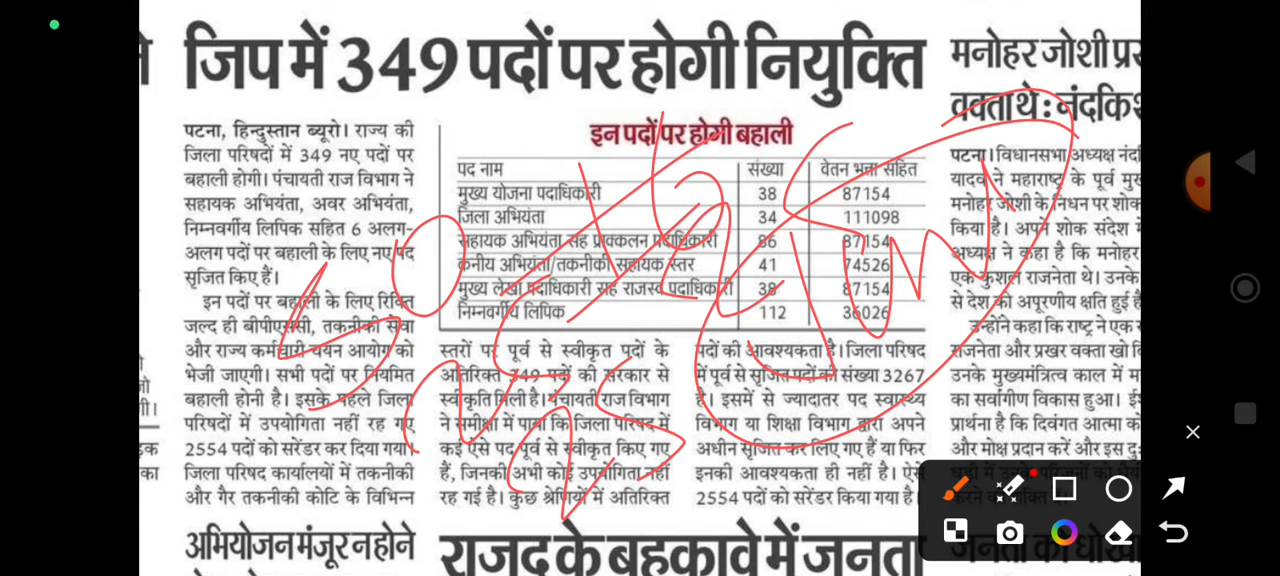 जिप में 349 पदों पर होगी नियुक्ति
पटना, हिन्दुस्तान ब्यूरो। राज्य की
जिला परिषदों में 349 नए पदों पर
बहाली होगी। पंचायती राज विभाग ने
सहायक अभियंता, अवर अभियंता,
निम्नवर्गीय लिपिक सहित 6 अलग-
अलग पदों पर बहाली के लिए नए पद
सृजित किए हैं।
इन पदों पर बहाली के लिए रिक्ति
जल्द ही बीपीएससी, तकनीकी सेवा
और राज्य कर्मचारी चयन आयोग को
भेजी जाएगी। सभी पदों पर नियमित
बहाली होनी है। इसके पहले जिला
परिषदों में उपयोगिता नहीं रह गए
2554 पदों को सरेंडर कर दिया गया।
जिला परिषद कार्यालयों में तकनीकी
और गैर तकनीकी कोटि के विभिन्न
इन पदों पर होगी बहाली
पद नाम संख्या वेतन भत्ता सहित
मुख्य योजना पदाधिकारी 38 87154
जिला अभियंता 34 111098
सहायक अभियंता सह प्राक्कलन पदाधिकारी 86 87154
कनीय अभियंता/तकनीकी सहायक स्तर 41 74526
मुख्य लेखा पदाधिकारी सह राजस्व पदाधिकारी 38 87154
निम्नवर्गीय लिपिक 112 36026
स्तरों पर पूर्व से स्वीकृत पदों के
अतिरिक्त 349 पदों की सरकार से
स्वीकृति मिली है। पंचायती राज विभाग
ने समीक्षा में पाया कि जिला परिषद में
कई ऐसे पद पूर्व से स्वीकृत किए गए
हैं, जिनकी अभी कोई उपयोगिता नहीं
रह गई है। कुछ श्रेणियों में अतिरिक्त
पदों की आवश्यकता है। जिला परिषद
में पूर्व से सृजित पदों की संख्या 3267
है। इसमें से ज्यादातर पद स्वास्थ्य
विभाग या शिक्षा विभाग द्वारा अपने
अधीन सृजित कर लिए गए हैं या फिर
इनकी आवश्यकता ही नहीं है। ऐसे
2554 पदों को सरेंडर किया गया है।
मनोहर जोशी
वक्ता थे :
पटना। विधानसभा अध्यक्ष
यादव ने महाराष्ट्र के पूर्व
मनोहर जोशी के निधन पर
किया है। अपने शोक संदेश
अध्यक्ष ने कहा है कि मनोहर
एक कुशल राजनेता थे। उनके
से देश को अपूरणीय क्षति हुई
उन्होंने कहा कि राष्ट्र ने एक
राजनेता और प्रखर वक्ता खो
उनके मुख्यमंत्रित्व काल में
का सर्वांगीण विकास हुआ।
प्रार्थना है कि दिवंगत आत्मा
और मोक्ष प्रदान करें और इस
अभियोजन मंजूर न होने
राजद के बहकावे में जनता